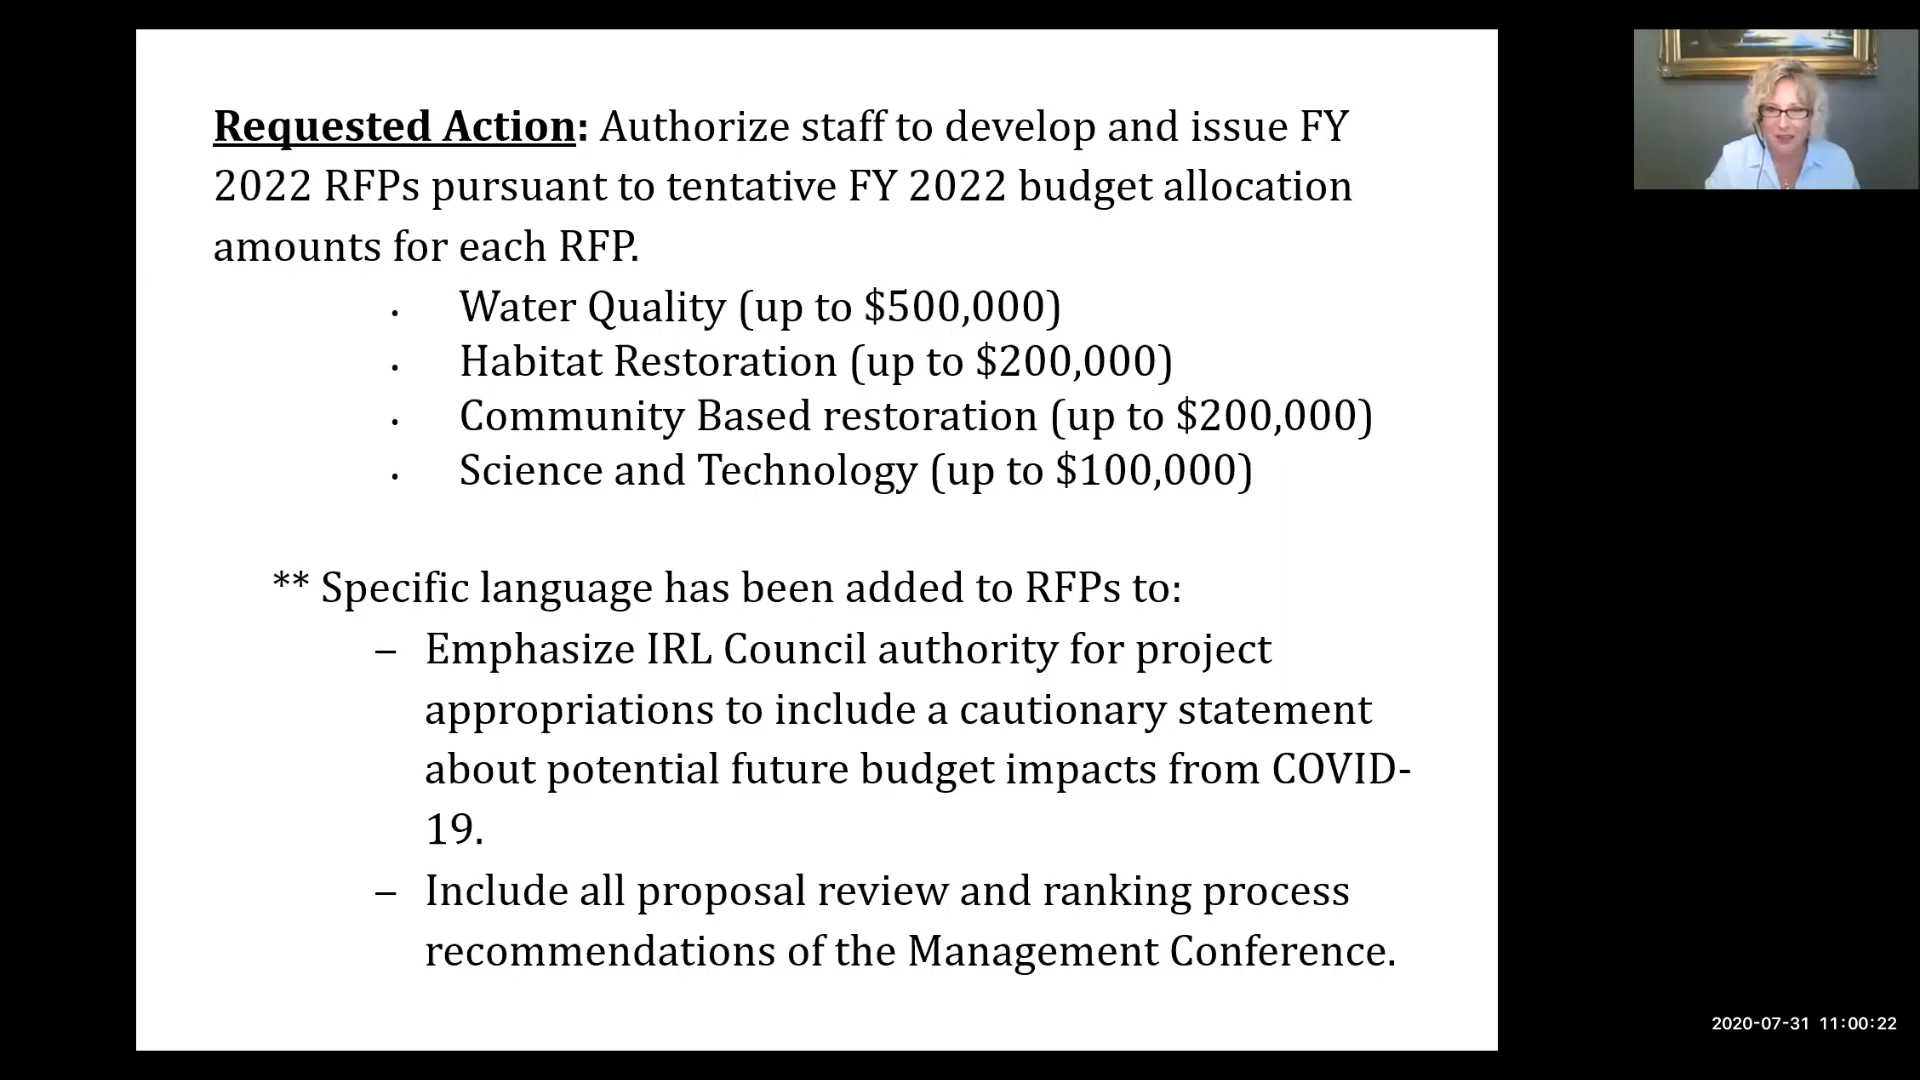 Requested Action: Authorize staff to develop and issue FY
2022 RFPs pursuant to tentative FY 2022 budget allocation
amounts for each RFP.
· Water Quality (up to $500,000)
· Habitat Restoration (up to $200,000)
· Community Based restoration (up to $200,000)
· Science and Technology (up to $100,000)
** Specific language has been added to RFPs to:
– Emphasize IRL Council authority for project
appropriations to include a cautionary statement
about potential future budget impacts from COVID-
19.
– Include all proposal review and ranking process
recommendations of the Management Conference.
2020-07-31 11:00:22